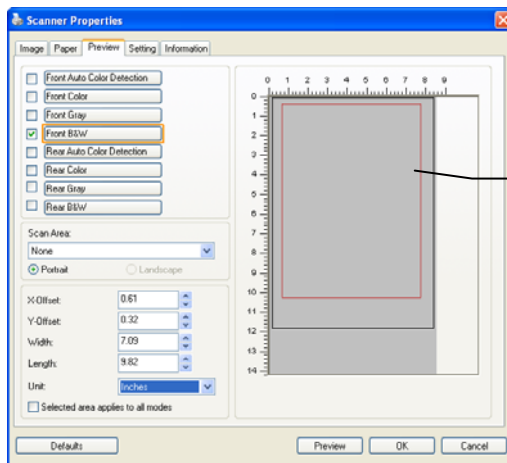 Scanner Properties
Image Paper Preview Setting Information
Front Auto Color Detection
Front Color
Front Gray
Front B&W
Rear Auto Color Detection
Rear Color
Rear Gray
Rear B&W
Scan Area:
None
Portrait Landscape
X-Offset: 0.61
Y-Offset: 0.32
Width: 7.09
Length: 9.82
Unit: Inches
Selected area applies to all modes
0 1 2 3 4 5 6 7 8 9
0
1
2
3
4
5
6
7
8
9
10
11
12
13
14
Defaults Preview OK Cancel